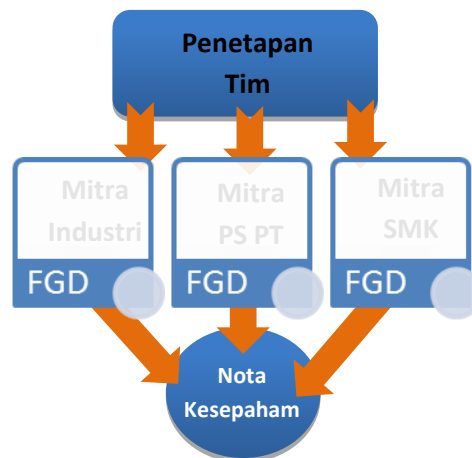 Penetapan
Tim
Mitra
Industri
Mitra
PS PT
Mitra
SMK
FGD
FGD
FGD
Nota
Kesepaham